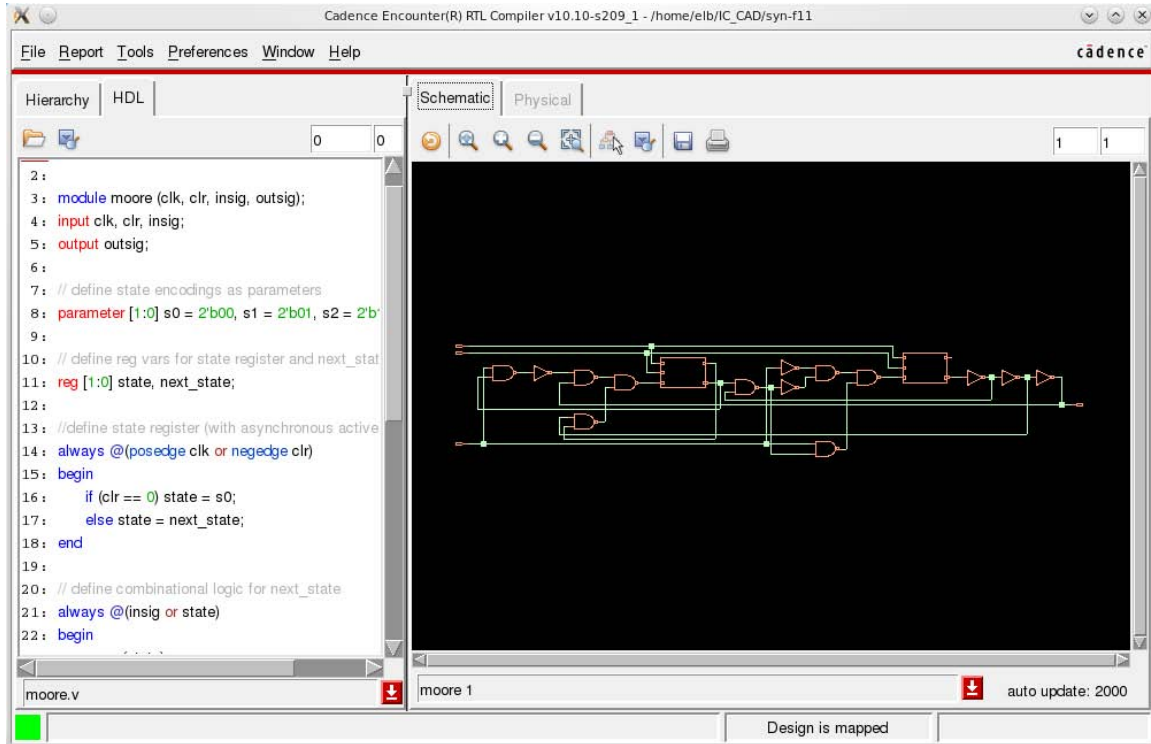 Cadence Encounter(R) RTL Compiler v10.10-s209_1 - /home/elb/IC_CAD/syn-f11
File Report Tools Preferences Window Help
cādence
Hierarchy HDL
Schematic Physical
0 0
1 1
2:
3: module moore (clk, clr, insig, outsig);
4: input clk, clr, insig;
5: output outsig;
6:
7: // define state encodings as parameters
8: parameter [1:0] s0 = 2'b00, s1 = 2'b01, s2 = 2'b1
9:
10: // define reg vars for state register and next_stat
11: reg [1:0] state, next_state;
12:
13: //define state register (with asynchronous active
14: always @(posedge clk or negedge clr)
15: begin
16: if (clr == 0) state = s0;
17: else state = next_state;
18: end
19:
20: // define combinational logic for next_state
21: always @(insig or state)
22: begin
moore.v
moore 1
auto update: 2000
Design is mapped